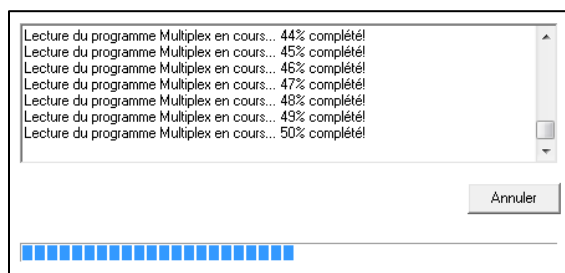 Lecture du programme Multiplex en cours... 44% complété!
Lecture du programme Multiplex en cours... 45% complété!
Lecture du programme Multiplex en cours... 46% complété!
Lecture du programme Multiplex en cours... 47% complété!
Lecture du programme Multiplex en cours... 48% complété!
Lecture du programme Multiplex en cours... 49% complété!
Lecture du programme Multiplex en cours... 50% complété!
Annuler